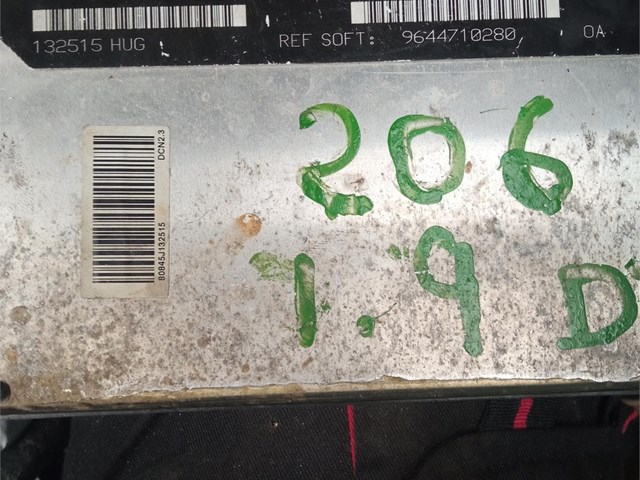 132515 HUG REF SOFT: 9644710280 0A
DCN2.3
80845J132515
206
1.9 D